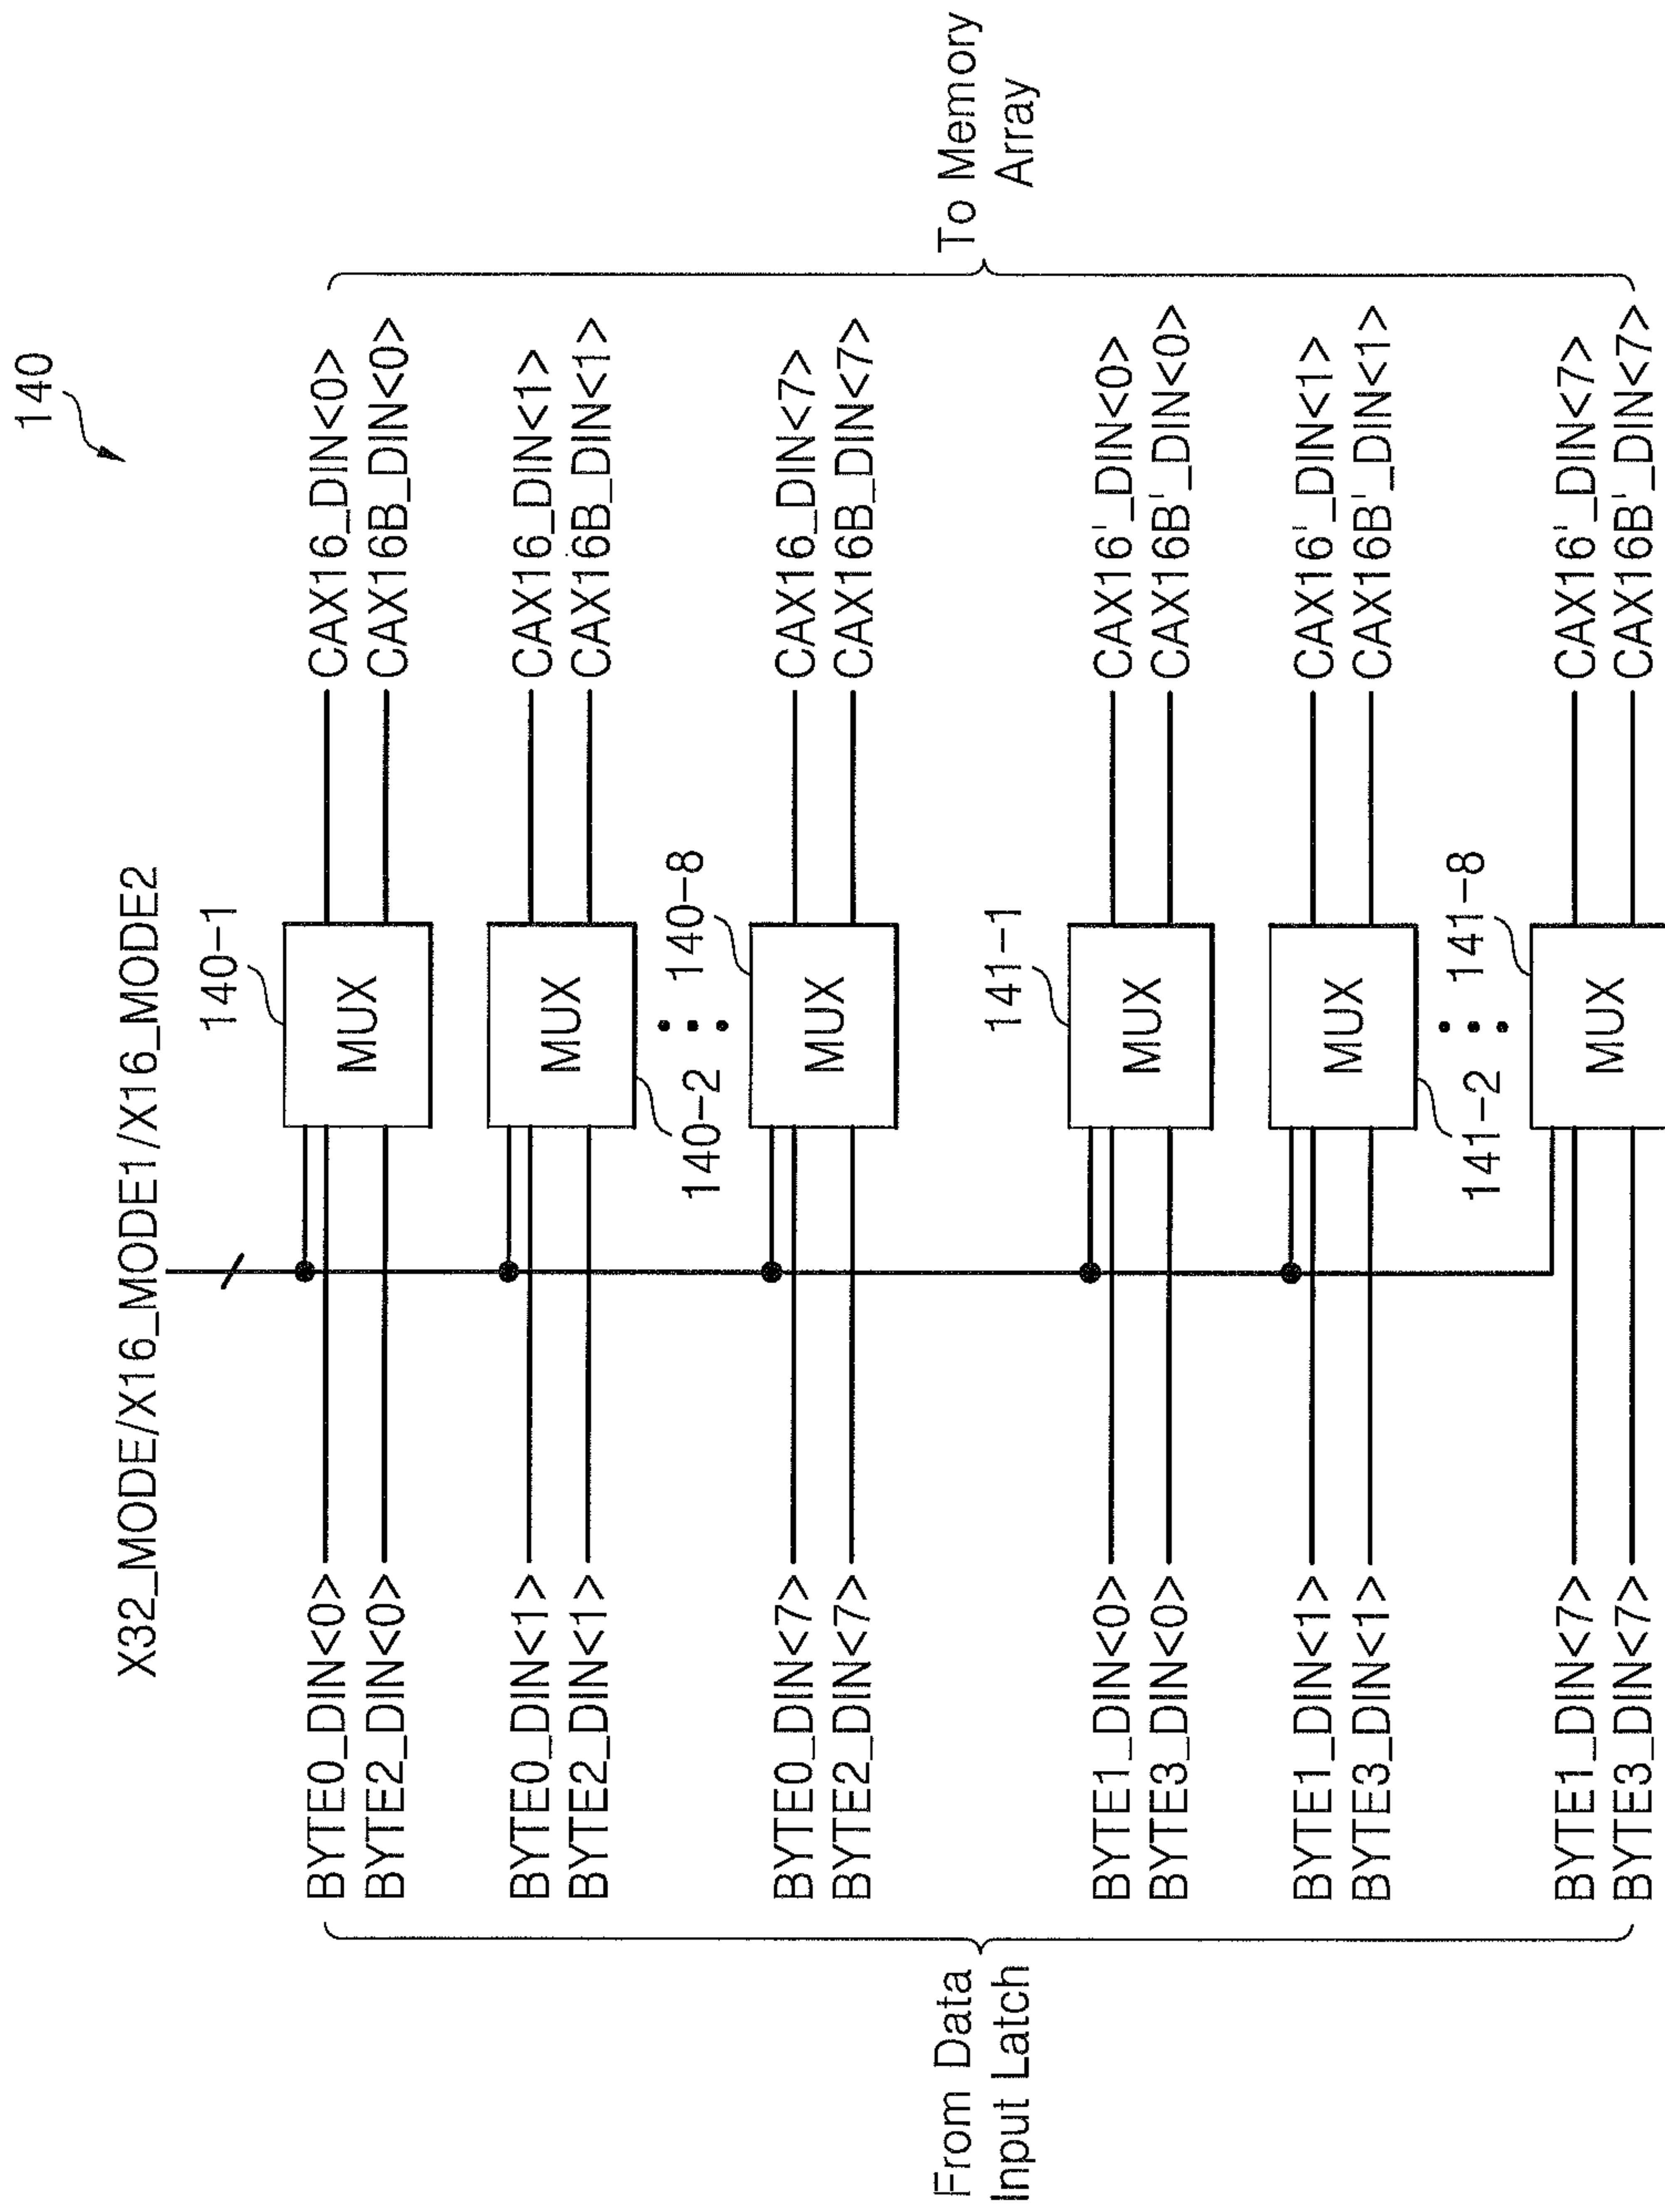 140
X32_MODE/X16_MODE1/X16_MODE2
From Data
Input Latch
BYTE0_DIN<0>
BYTE2_DIN<0>
140-1
MUX
CAX16_DIN<0>
CAX16B_DIN<0>
BYTE0_DIN<1>
BYTE2_DIN<1>
140-2
MUX
CAX16_DIN<1>
CAX16B_DIN<1>
BYTE0_DIN<7>
BYTE2_DIN<7>
140-8
MUX
CAX16_DIN<7>
CAX16B_DIN<7>
BYTE1_DIN<0>
BYTE3_DIN<0>
141-1
MUX
CAX16'_DIN<0>
CAX16B'_DIN<0>
BYTE1_DIN<1>
BYTE3_DIN<1>
141-2
MUX
CAX16'_DIN<1>
CAX16B'_DIN<1>
BYTE1_DIN<7>
BYTE3_DIN<7>
141-8
MUX
CAX16'_DIN<7>
CAX16B'_DIN<7>
To Memory
Array